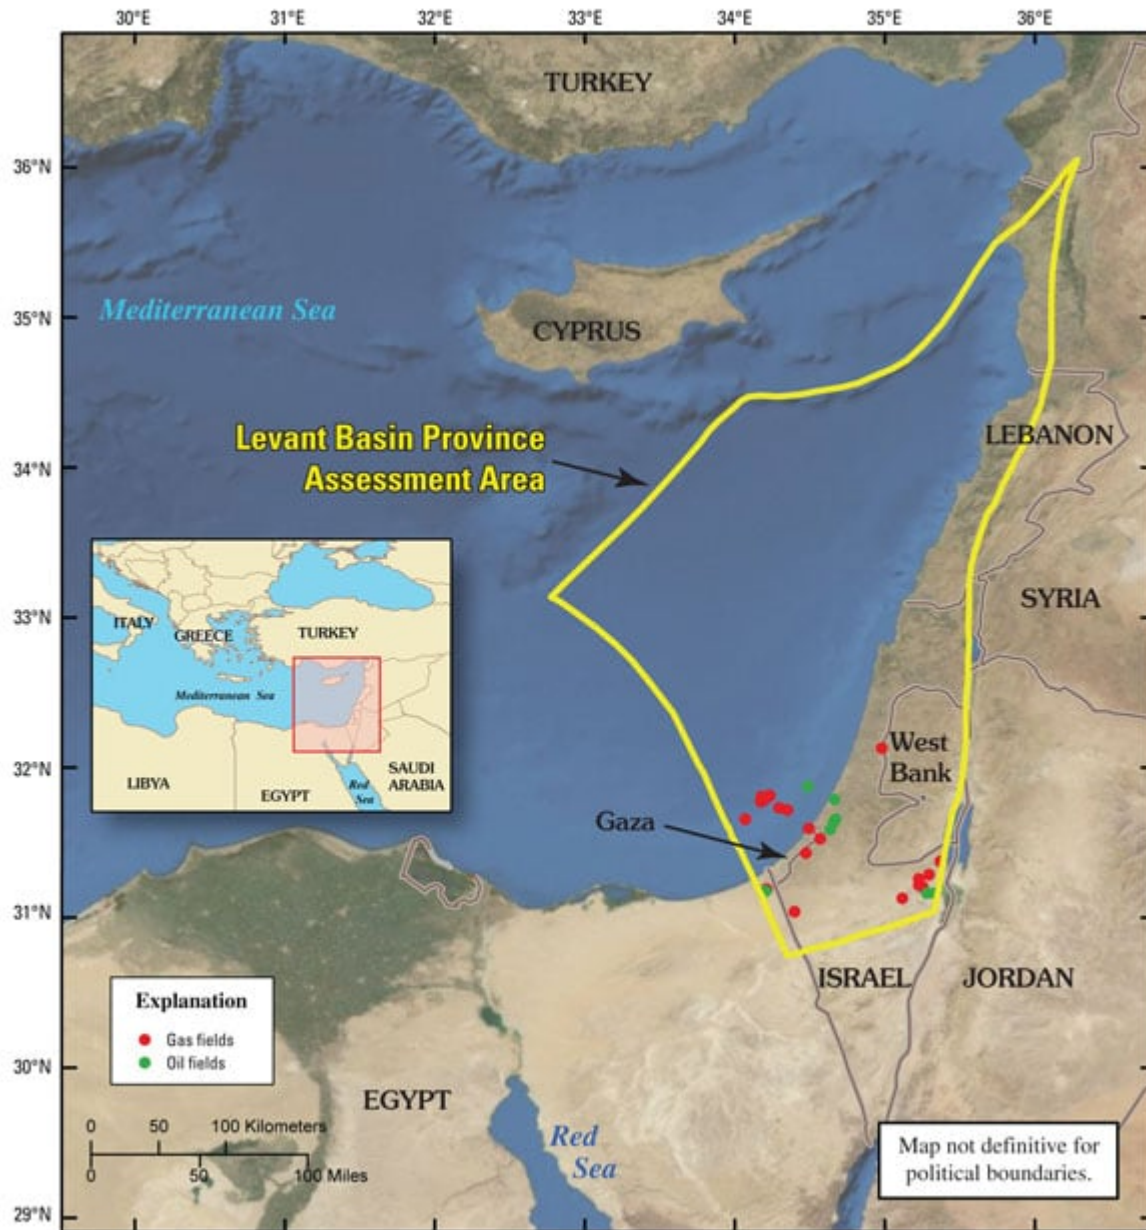 30°E 31°E 32°E 33°E 34°E 35°E 36°E
TURKEY
36°N
35°N
Mediterranean Sea
CYPRUS
Levant Basin Province
Assessment Area
LEBANON
34°N
33°N
SYRIA
ITALY
GREECE
TURKEY
Mediterranean Sea
LIBYA
EGYPT
Red
Sea
SAUDI
ARABIA
32°N
West
Bank
Gaza
31°N
ISRAEL
JORDAN
Explanation
Gas fields
Oil fields
30°N
EGYPT
0 50 100 Kilometers
0 50 100 Miles
Red
Sea
Map not definitive for
political boundaries.
29°N